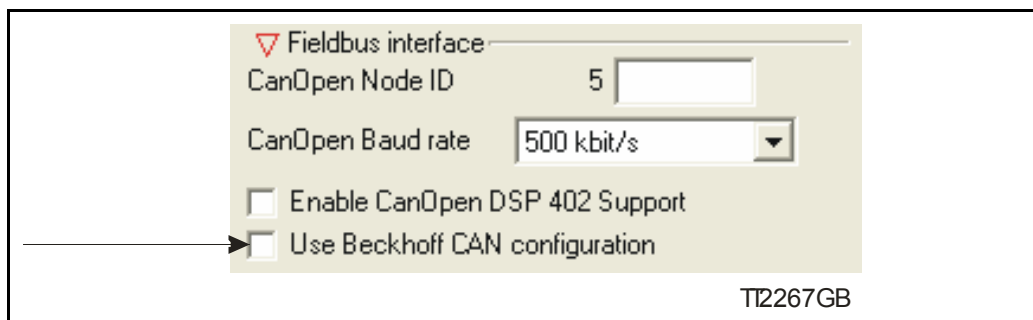 Fieldbus interface
CanOpen Node ID 5
CanOpen Baud rate 500 kbit/s
Enable CanOpen DSP 402 Support
Use Beckhoff CAN configuration
TT2267GB